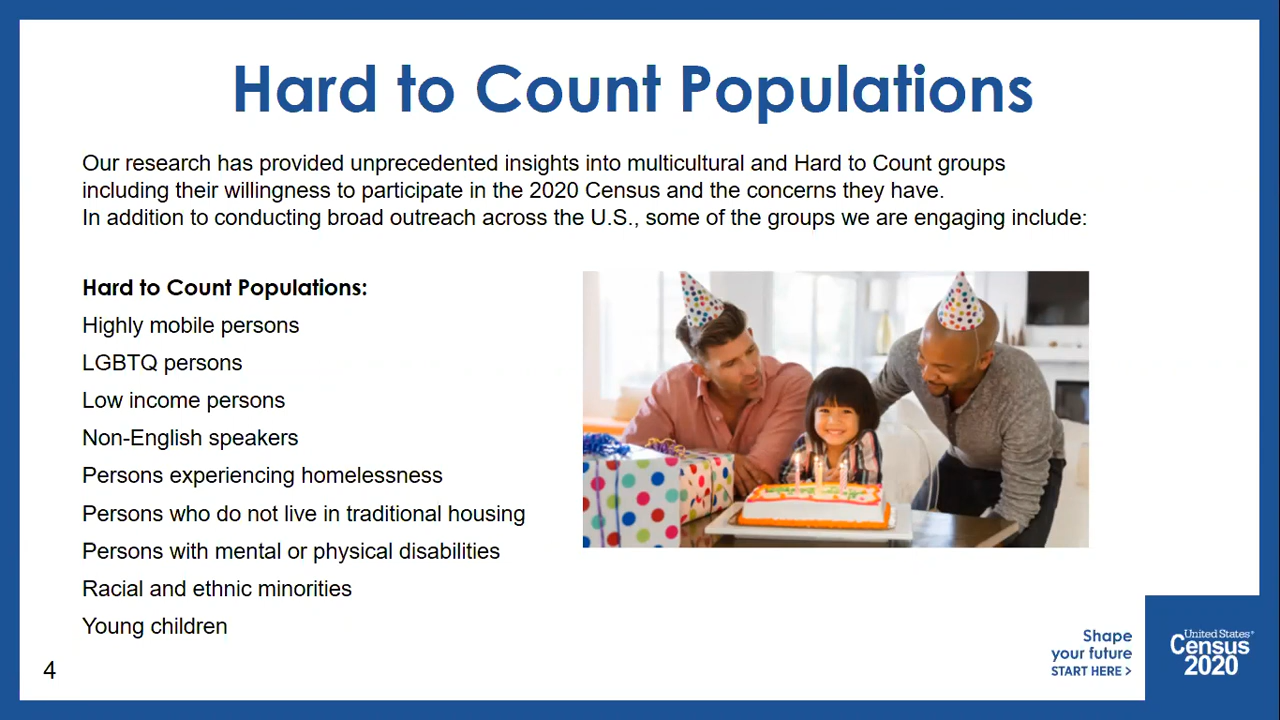 Hard to Count Populations
Our research has provided unprecedented insights into multicultural and Hard to Count groups
including their willingness to participate in the 2020 Census and the concerns they have.
In addition to conducting broad outreach across the U.S., some of the groups we are engaging include:
Hard to Count Populations:
Highly mobile persons
LGBTQ persons
Low income persons
Non-English speakers
Persons experiencing homelessness
Persons who do not live in traditional housing
Persons with mental or physical disabilities
Racial and ethnic minorities
Young children
4
Shape
your future
START HERE >
United States®
Census
2020